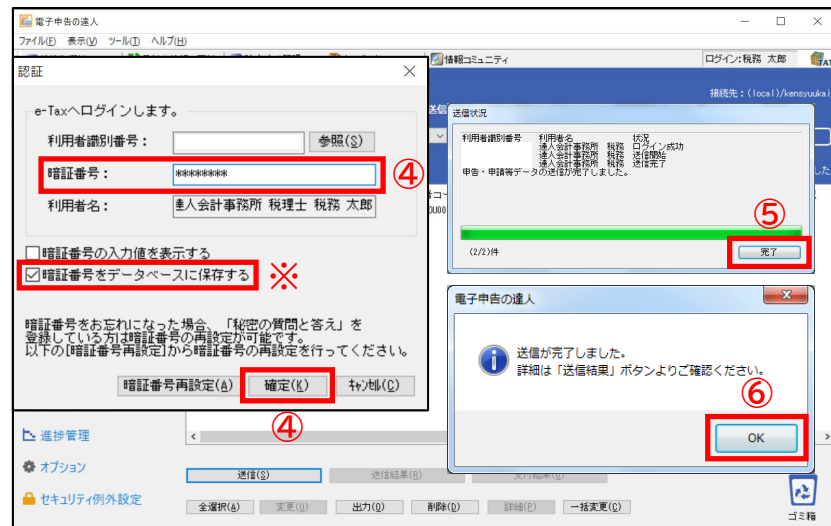 電子申告の達人
ファイル(F) 表示(V) ツール(T) ヘルプ(H)
情報コミュニティ
ログイン:税務 太郎
接続先:(local)/kensyuukai
認証
e-Taxへログインします。
利用者識別番号:
参照(S)
暗証番号:
********
④
利用者名:
達人会計事務所 税理士 税務 太郎
暗証番号の入力値を表示する
暗証番号をデータベースに保存する
※
暗証番号をお忘れになった場合、「秘密の質問と答え」を
登録している方は暗証番号の再設定が可能です。
以下の[暗証番号再設定]から暗証番号の再設定を行ってください。
暗証番号再設定(A) 確定(K) キャンセル(C)
④
送信状況
利用者識別番号 利用者名 状況
達人会計事務所 税務 ログイン成功
達人会計事務所 税務 送信開始
達人会計事務所 税務 送信完了
申告・申請等データの送信が完了しました。
⑤
(2/2)件
完了
電子申告の達人
送信が完了しました。
詳細は「送信結果」ボタンよりご確認ください。
⑥
OK
進捗管理
オプション
セキュリティ例外設定
送信(S) 送信結果(R)
全選択(A) 変更(U) 出力(O) 削除(D) 詳細(P) 一括変更(C)
ゴミ箱